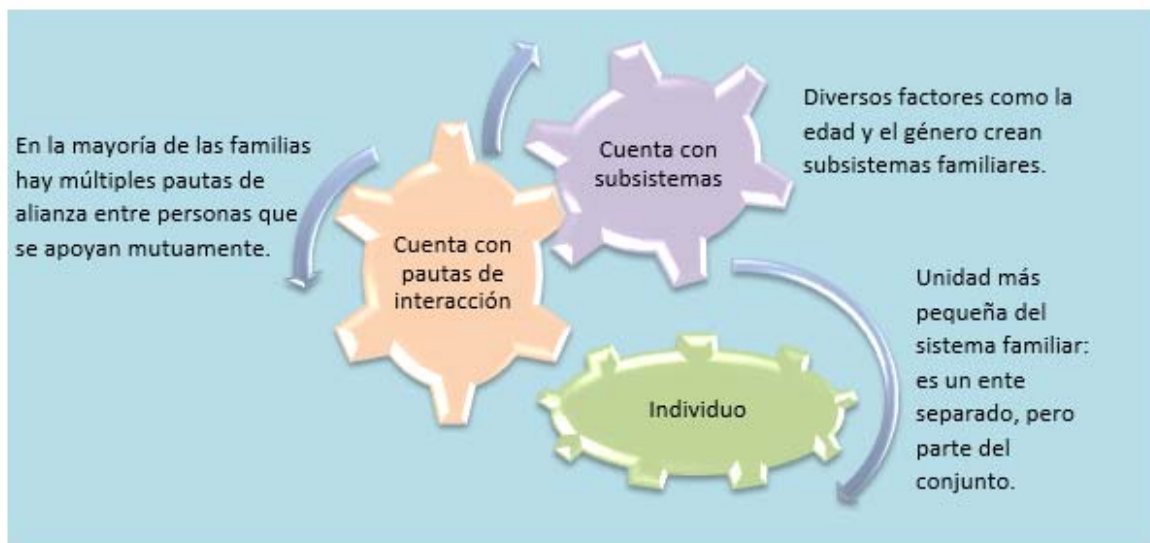 En la mayoría de las familias
hay múltiples pautas de
alianza entre personas que
se apoyan mutuamente.
Cuenta con
pautas de
interacción
Cuenta con
subsistemas
Diversos factores como la
edad y el género crean
subsistemas familiares.
Individuo
Unidad más
pequeña del
sistema familiar:
es un ente
separado, pero
parte del
conjunto.